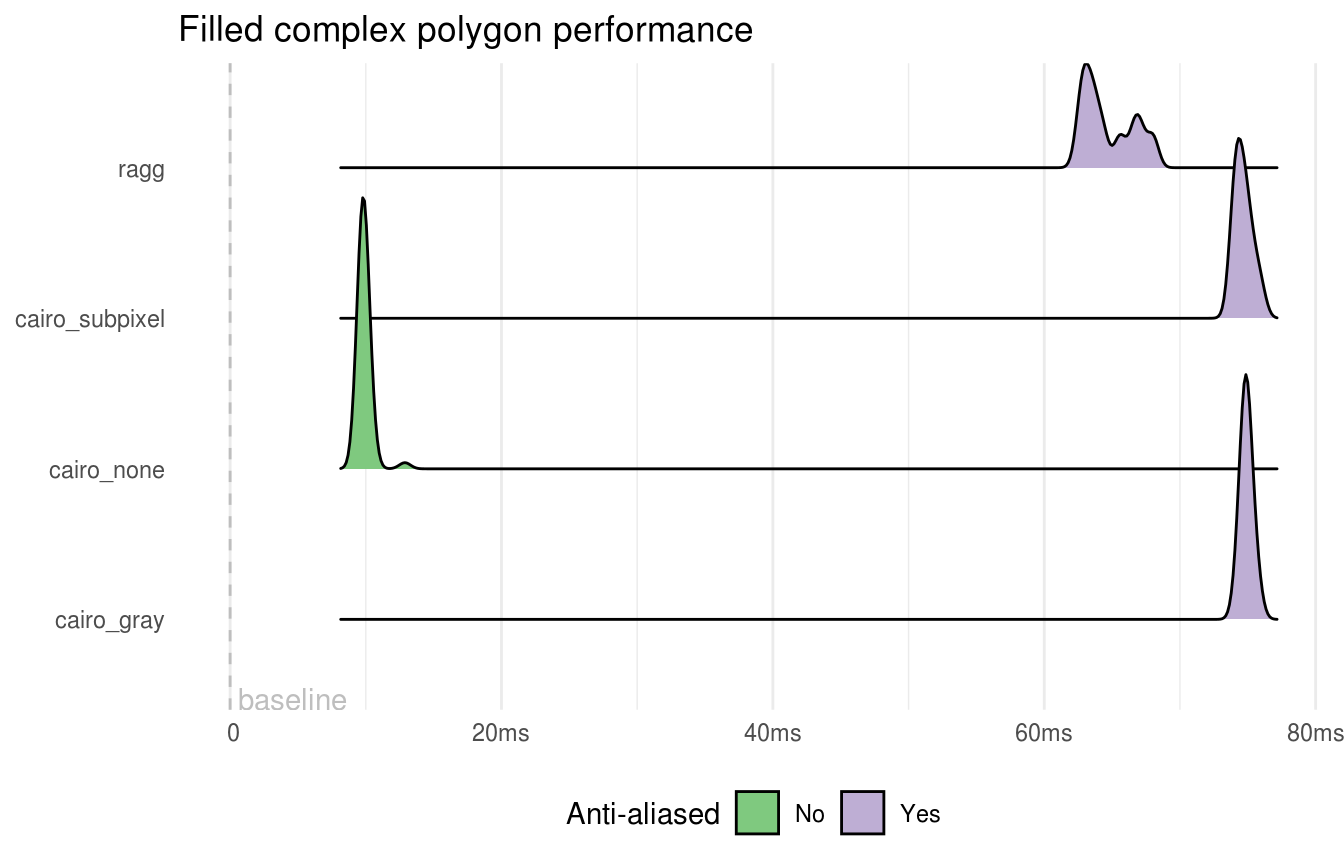 Filled complex polygon performance
ragg
cairo_subpixel
cairo_none
cairo_gray
baseline
0 20ms 40ms 60ms 80ms
Anti-aliased No Yes